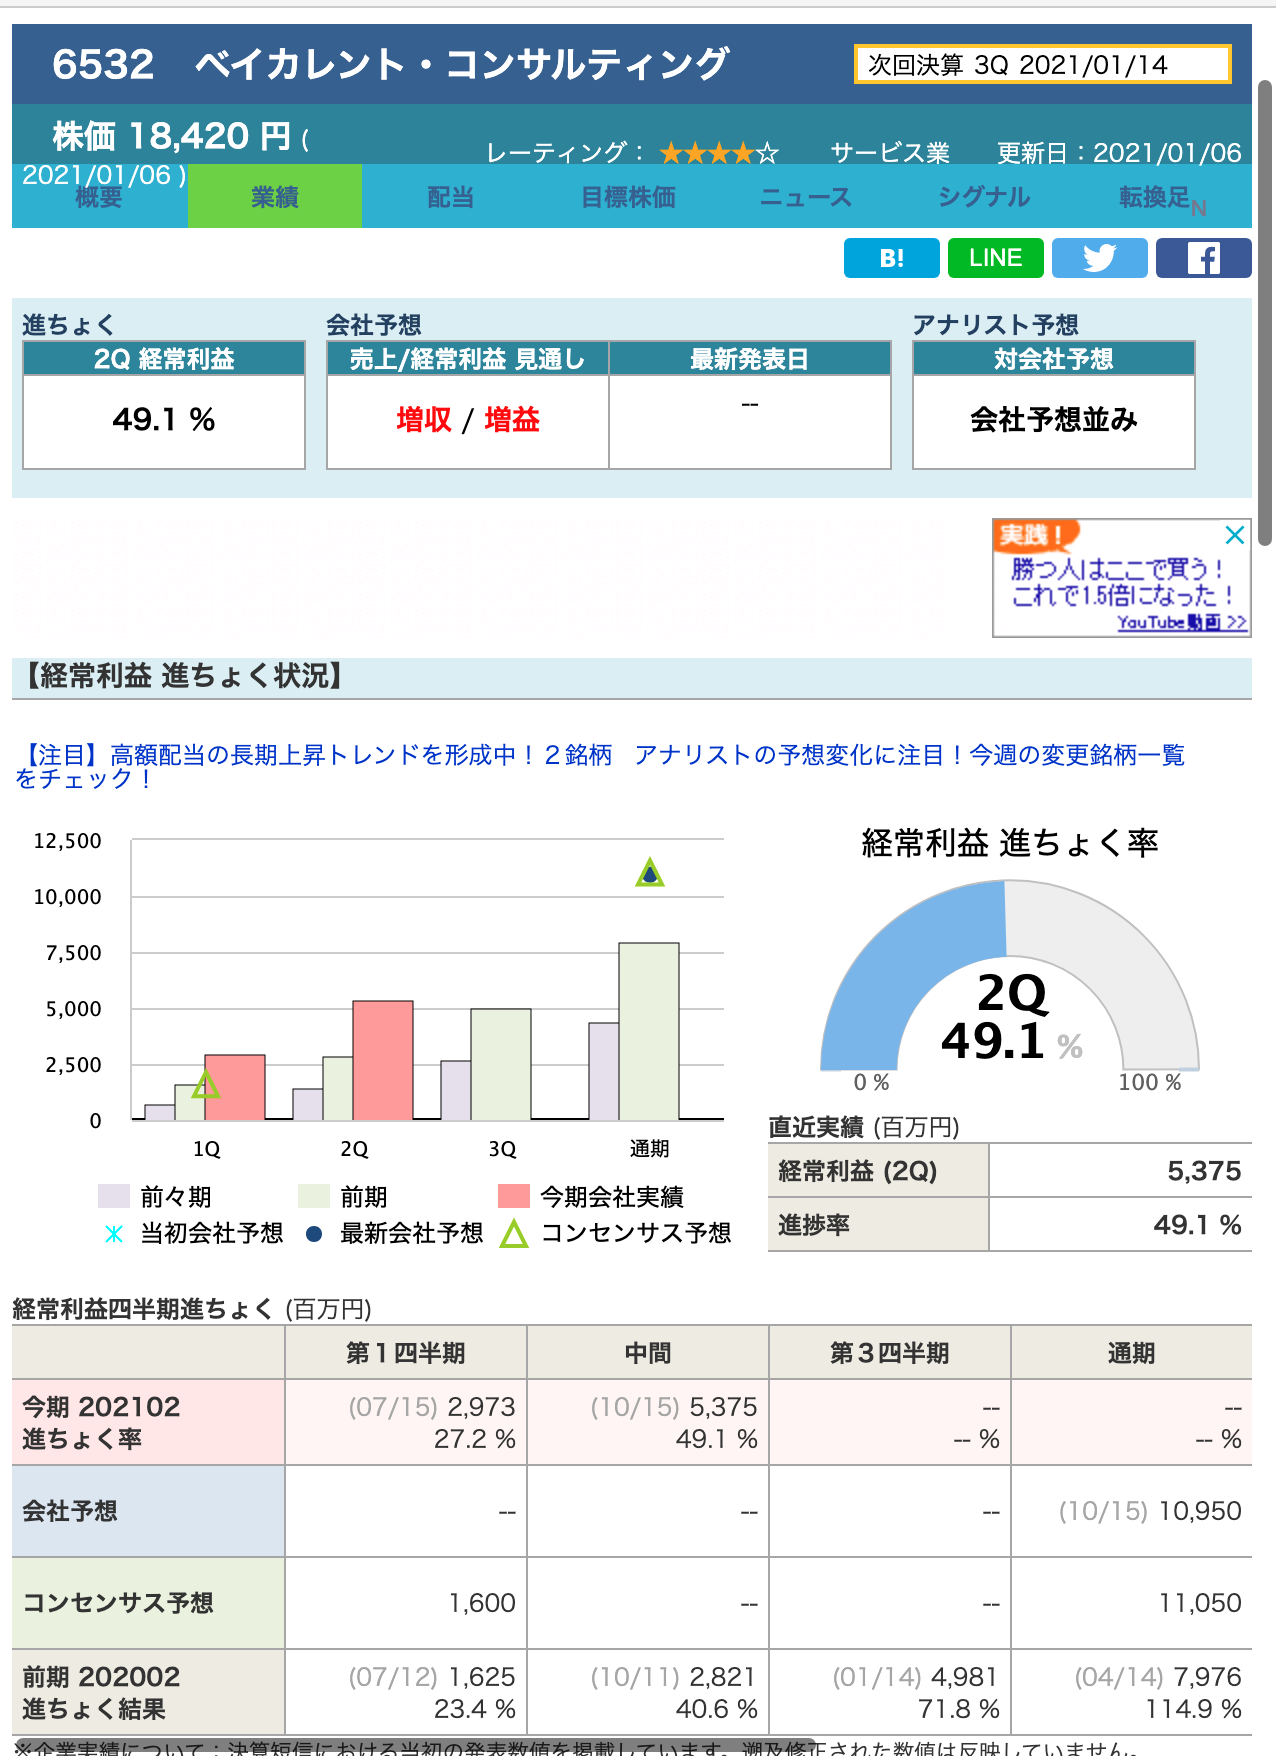 6532　ベイカレント・コンサルティング
次回決算 3Q 2021/01/14
株価 18,420 円 (
2021/01/06 )
レーティング： ★★★★☆
サービス業
更新日：2021/01/06
概要 業績 配当 目標株価 ニュース シグナル 転換足 N
B! LINE
進ちょく 会社予想 アナリスト予想
2Q 経常利益 売上/経常利益 見通し 最新発表日 対会社予想
49.1 % 増収 / 増益 -- 会社予想並み
実践！
勝つ人はここで買う！
これで1.5倍になった！
YouTube動画 >>
【経常利益 進ちょく状況】
【注目】高額配当の長期上昇トレンドを形成中！２銘柄　アナリストの予想変化に注目！今週の変更銘柄一覧
をチェック！
12,500
10,000
7,500
5,000
2,500
0
1Q 2Q 3Q 通期
前々期 前期 今期会社実績
当初会社予想 最新会社予想 コンセンサス予想
経常利益 進ちょく率
2Q
49.1 %
0 % 100 %
直近実績 (百万円)
経常利益 (2Q) 5,375
進捗率 49.1 %
経常利益四半期進ちょく (百万円)
第１四半期 中間 第３四半期 通期
今期 202102 (07/15) 2,973 (10/15) 5,375 -- --
進ちょく率 27.2 % 49.1 % -- % -- %
会社予想 -- -- -- (10/15) 10,950
コンセンサス予想 1,600 -- -- 11,050
前期 202002 (07/12) 1,625 (10/11) 2,821 (01/14) 4,981 (04/14) 7,976
進ちょく結果 23.4 % 40.6 % 71.8 % 114.9 %
※企業実績について：決算短信における当初の発表数値を掲載しています。遡及修正された数値は反映していません。